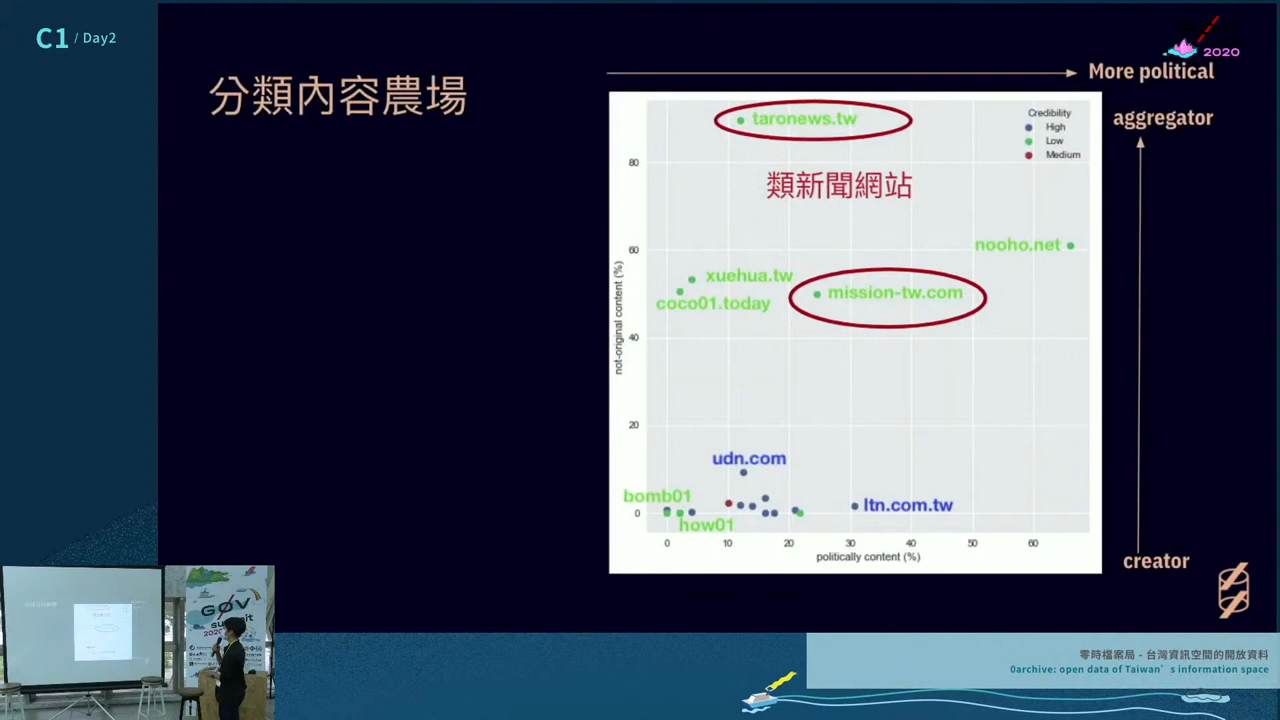 C1 / Day2
2020
分類內容農場
More political
aggregator
creator
taronews.tw
類新聞網站
Credibility
High
Low
Medium
nooho.net
xuehua.tw
coco01.today
mission-tw.com
udn.com
bomb01
how01
ltn.com.tw
80
60
40
20
0
not-original content (%)
0 10 20 30 40 50 60
politically content (%)
GØV
summit
2020
零時檔案局 - 台灣資訊空間的開放資料
0archive: open data of Taiwan's information space